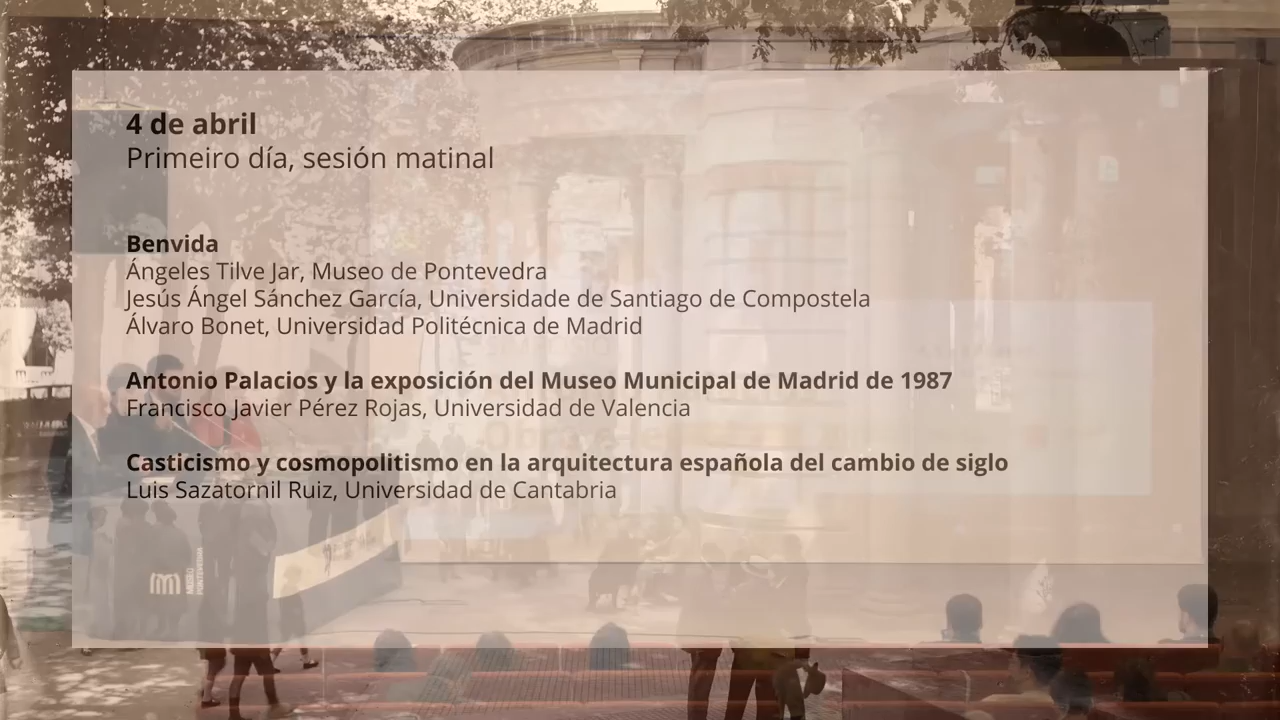 4 de abril
Primeiro día, sesión matinal
Benvida
Ángeles Tilve Jar, Museo de Pontevedra
Jesús Ángel Sánchez García, Universidade de Santiago de Compostela
Álvaro Bonet, Universidad Politécnica de Madrid
Antonio Palacios y la exposición del Museo Municipal de Madrid de 1987
Francisco Javier Pérez Rojas, Universidad de Valencia
Casticismo y cosmopolitismo en la arquitectura española del cambio de siglo
Luis Sazatornil Ruiz, Universidad de Cantabria
MUSEO
PONTEVEDRA